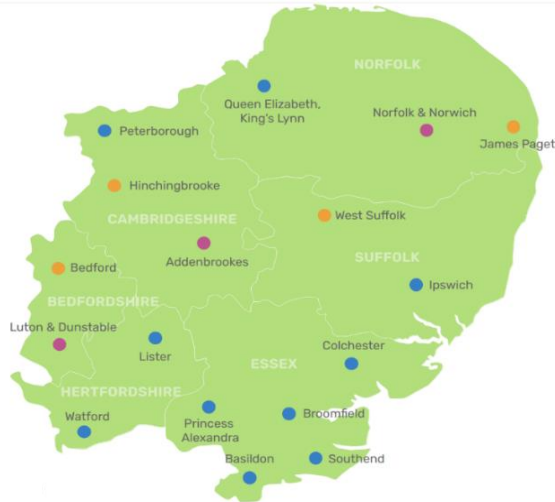 NORFOLK
Queen Elizabeth,
King's Lynn
Norfolk & Norwich
Peterborough
James Paget
Hinchingbrooke
CAMBRIDGESHIRE
West Suffolk
Addenbrookes
SUFFOLK
Bedford
Ipswich
BEDFORDSHIRE
Luton & Dunstable
Lister
Colchester
ESSEX
HERTFORDSHIRE
Watford
Princess
Alexandra
Broomfield
Basildon
Southend